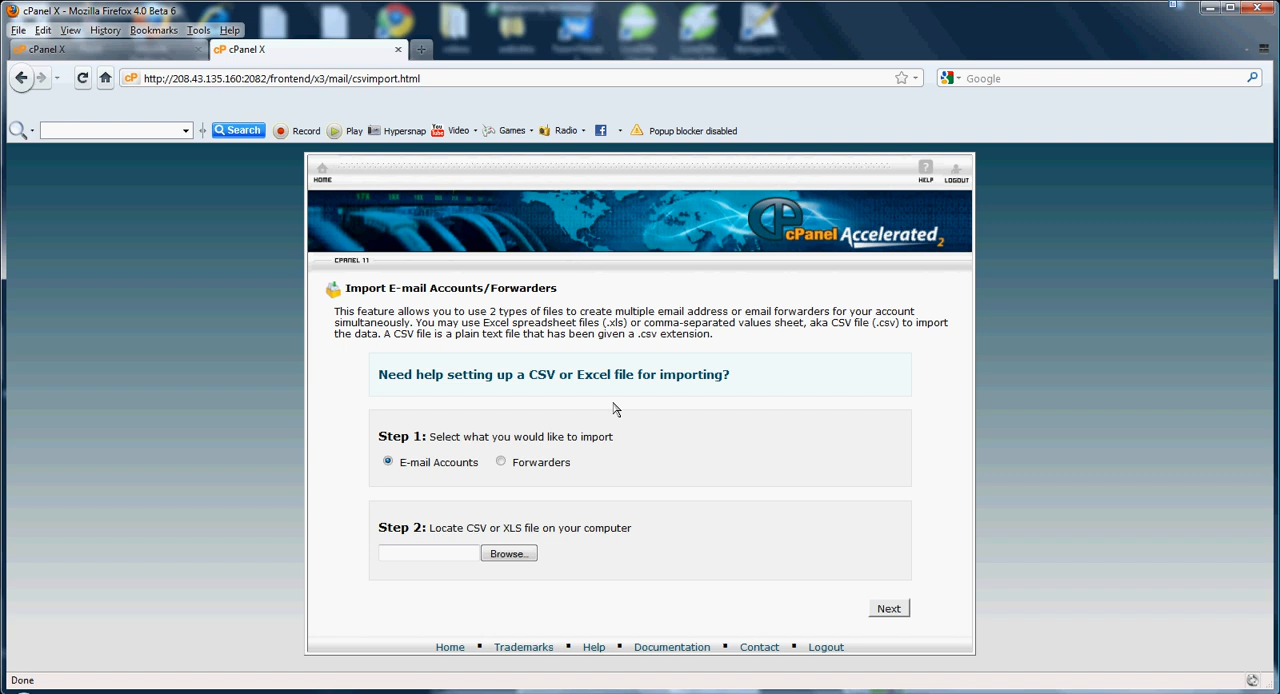 cPanel X - Mozilla Firefox 4.0 Beta 6
File Edit View History Bookmarks Tools Help
cPanel X
cPanel X
http://208.43.135.160:2082/frontend/x3/mail/csvimport.html
Google
Search Record Play Hypersnap Video Games Radio Popup blocker disabled
HOME HELP LOGOUT
cPanel Accelerated2
CPANEL 11
Import E-mail Accounts/Forwarders
This feature allows you to use 2 types of files to create multiple email address or email forwarders for your account
simultaneously. You may use Excel spreadsheet files (.xls) or comma-separated values sheet, aka CSV file (.csv) to import
the data. A CSV file is a plain text file that has been given a .csv extension.
Need help setting up a CSV or Excel file for importing?
Step 1: Select what you would like to import
E-mail Accounts Forwarders
Step 2: Locate CSV or XLS file on your computer
Browse...
Next
Home Trademarks Help Documentation Contact Logout
Done